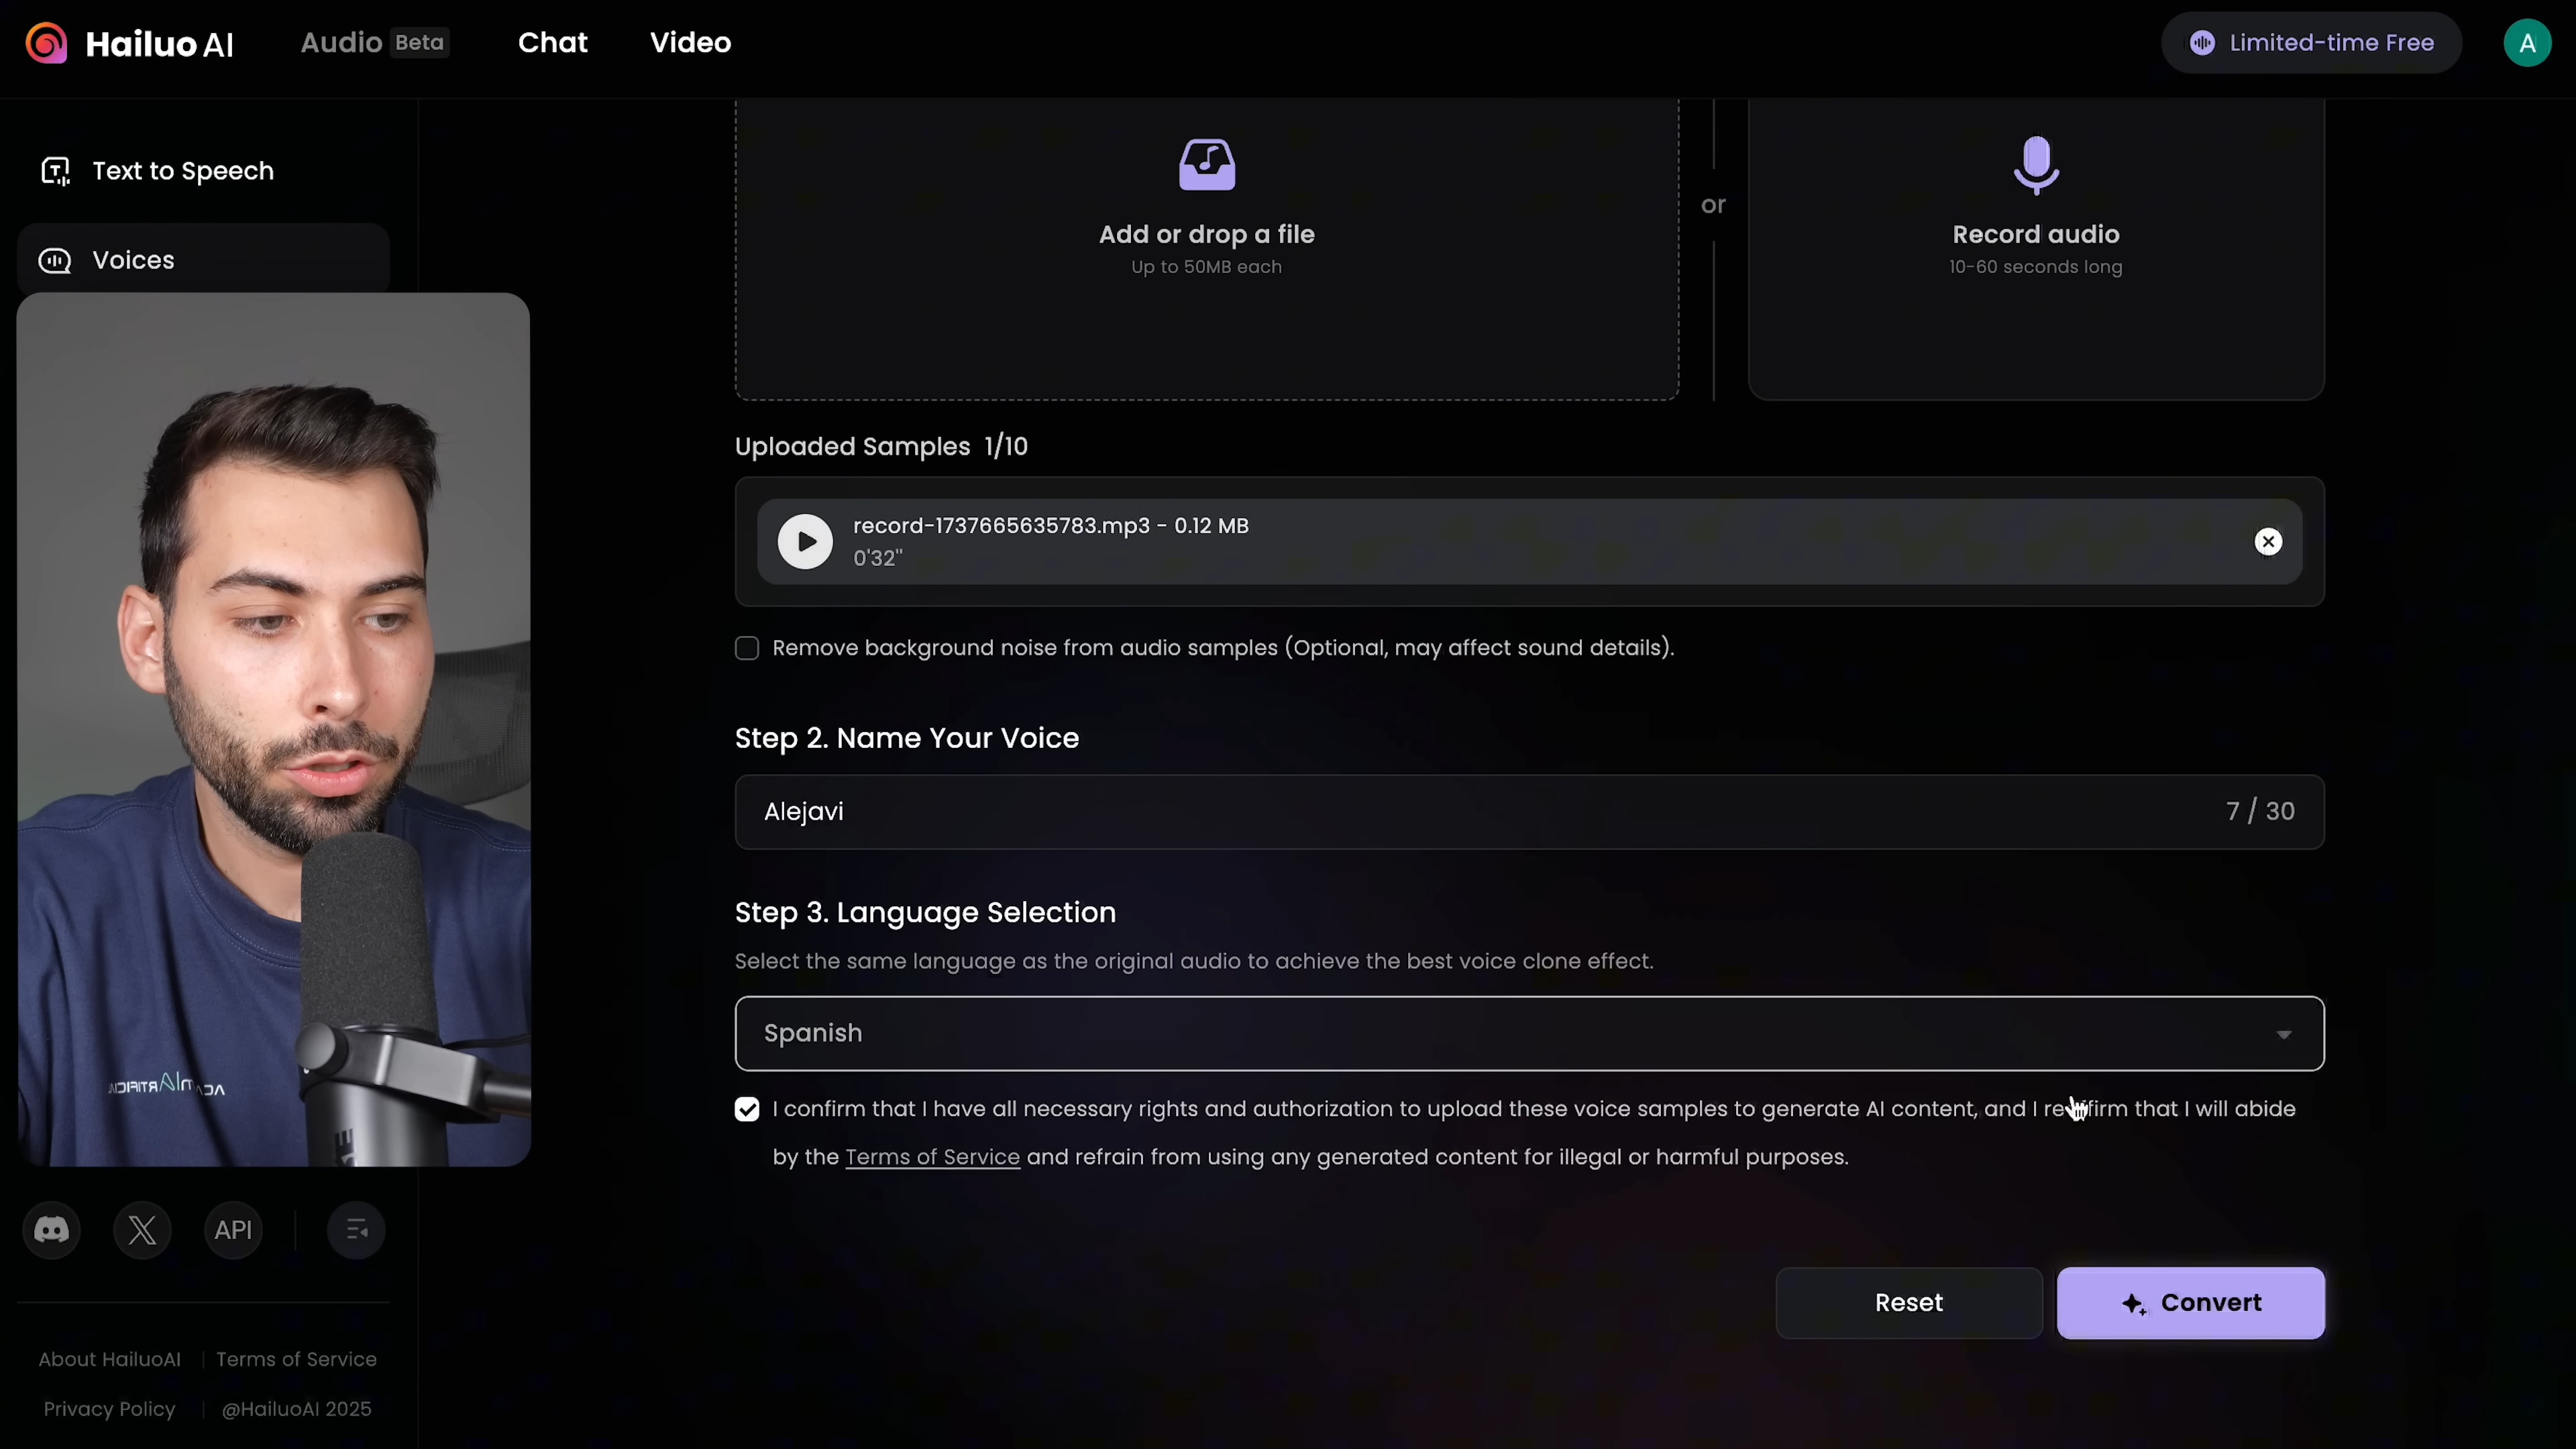 Hailuo AI
Audio Beta
Chat
Video
Limited-time Free
A
Text to Speech
Voices
Add or drop a file
Up to 50MB each
or
Record audio
10-60 seconds long
Uploaded Samples 1/10
record-1737665635783.mp3 - 0.12 MB
0'32"
Remove background noise from audio samples (Optional, may affect sound details).
Step 2. Name Your Voice
Alejavi
7 / 30
Step 3. Language Selection
Select the same language as the original audio to achieve the best voice clone effect.
Spanish
I confirm that I have all necessary rights and authorization to upload these voice samples to generate AI content, and I that I will abide
by the Terms of Service and refrain from using any generated content for illegal or harmful purposes.
API
Reset
Convert
About HailuoAI | Terms of Service
Privacy Policy | @HailuoAI 2025